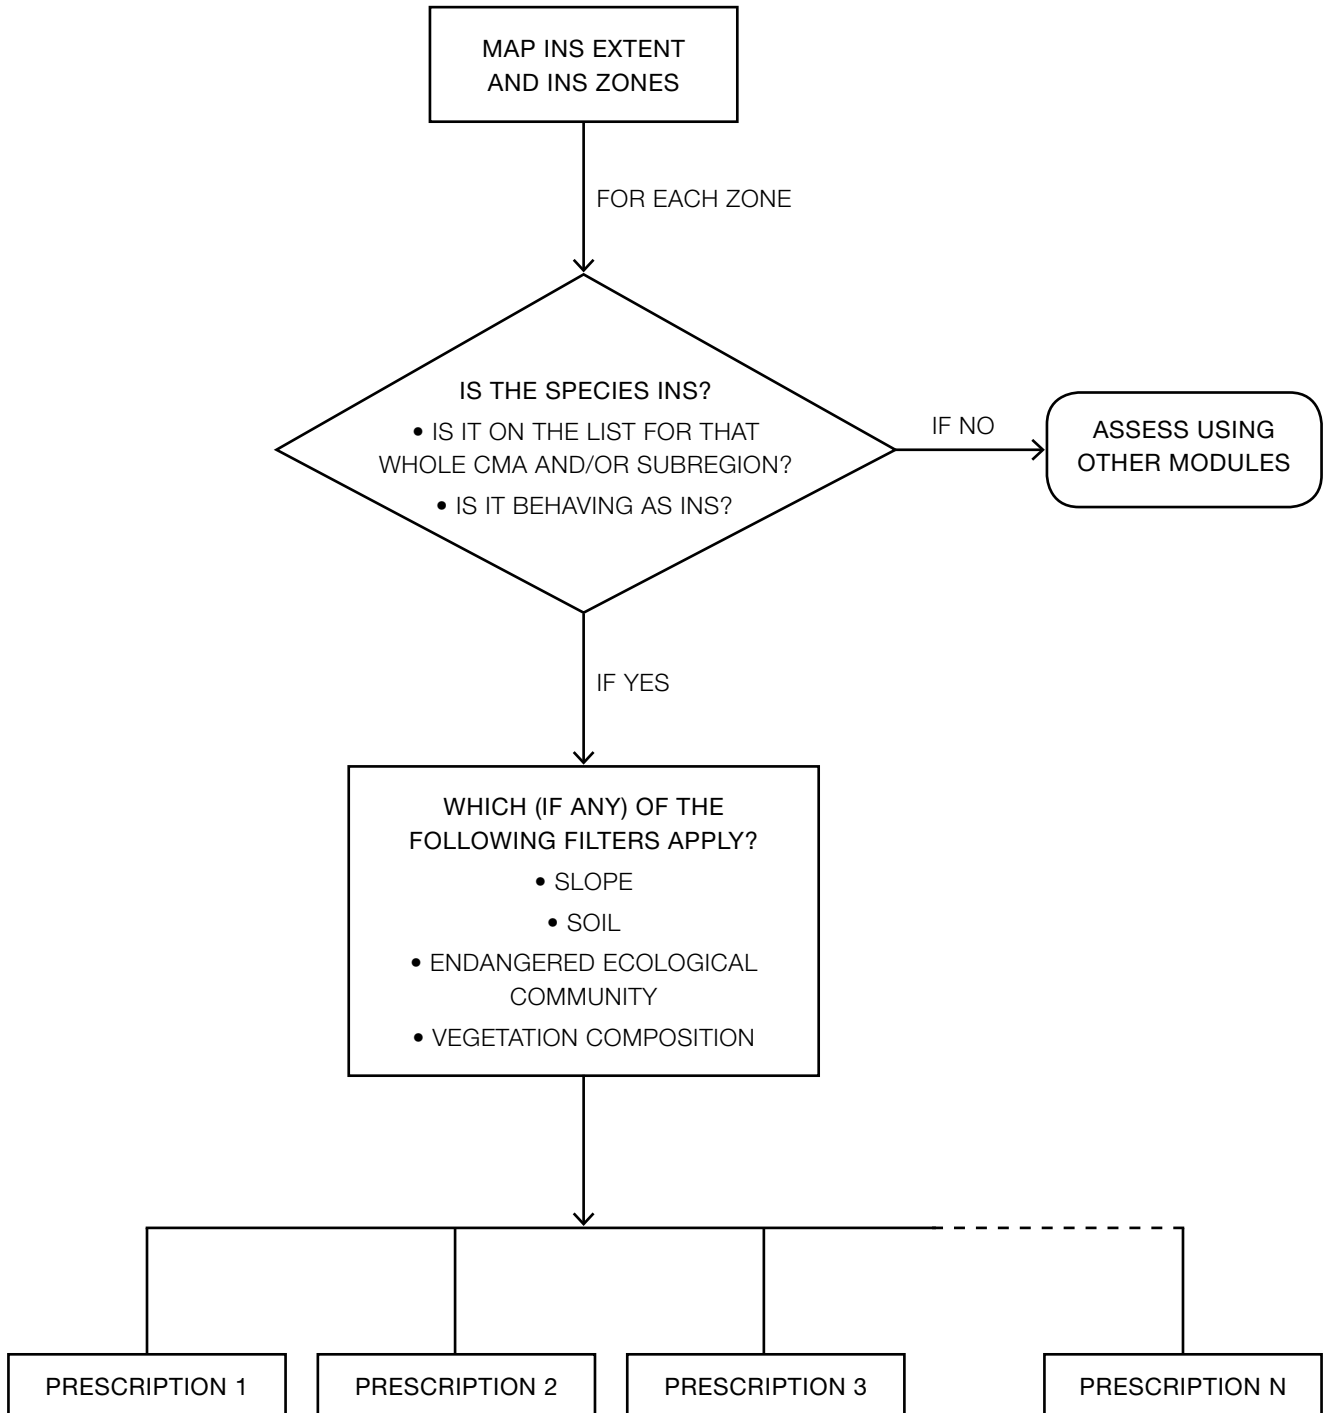 MAP INS EXTENT
AND INS ZONES
FOR EACH ZONE
IS THE SPECIES INS?
• IS IT ON THE LIST FOR THAT
WHOLE CMA AND/OR SUBREGION?
• IS IT BEHAVING AS INS?
IF NO
ASSESS USING
OTHER MODULES
IF YES
WHICH (IF ANY) OF THE
FOLLOWING FILTERS APPLY?
• SLOPE
• SOIL
• ENDANGERED ECOLOGICAL
COMMUNITY
• VEGETATION COMPOSITION
PRESCRIPTION 1
PRESCRIPTION 2
PRESCRIPTION 3
PRESCRIPTION N